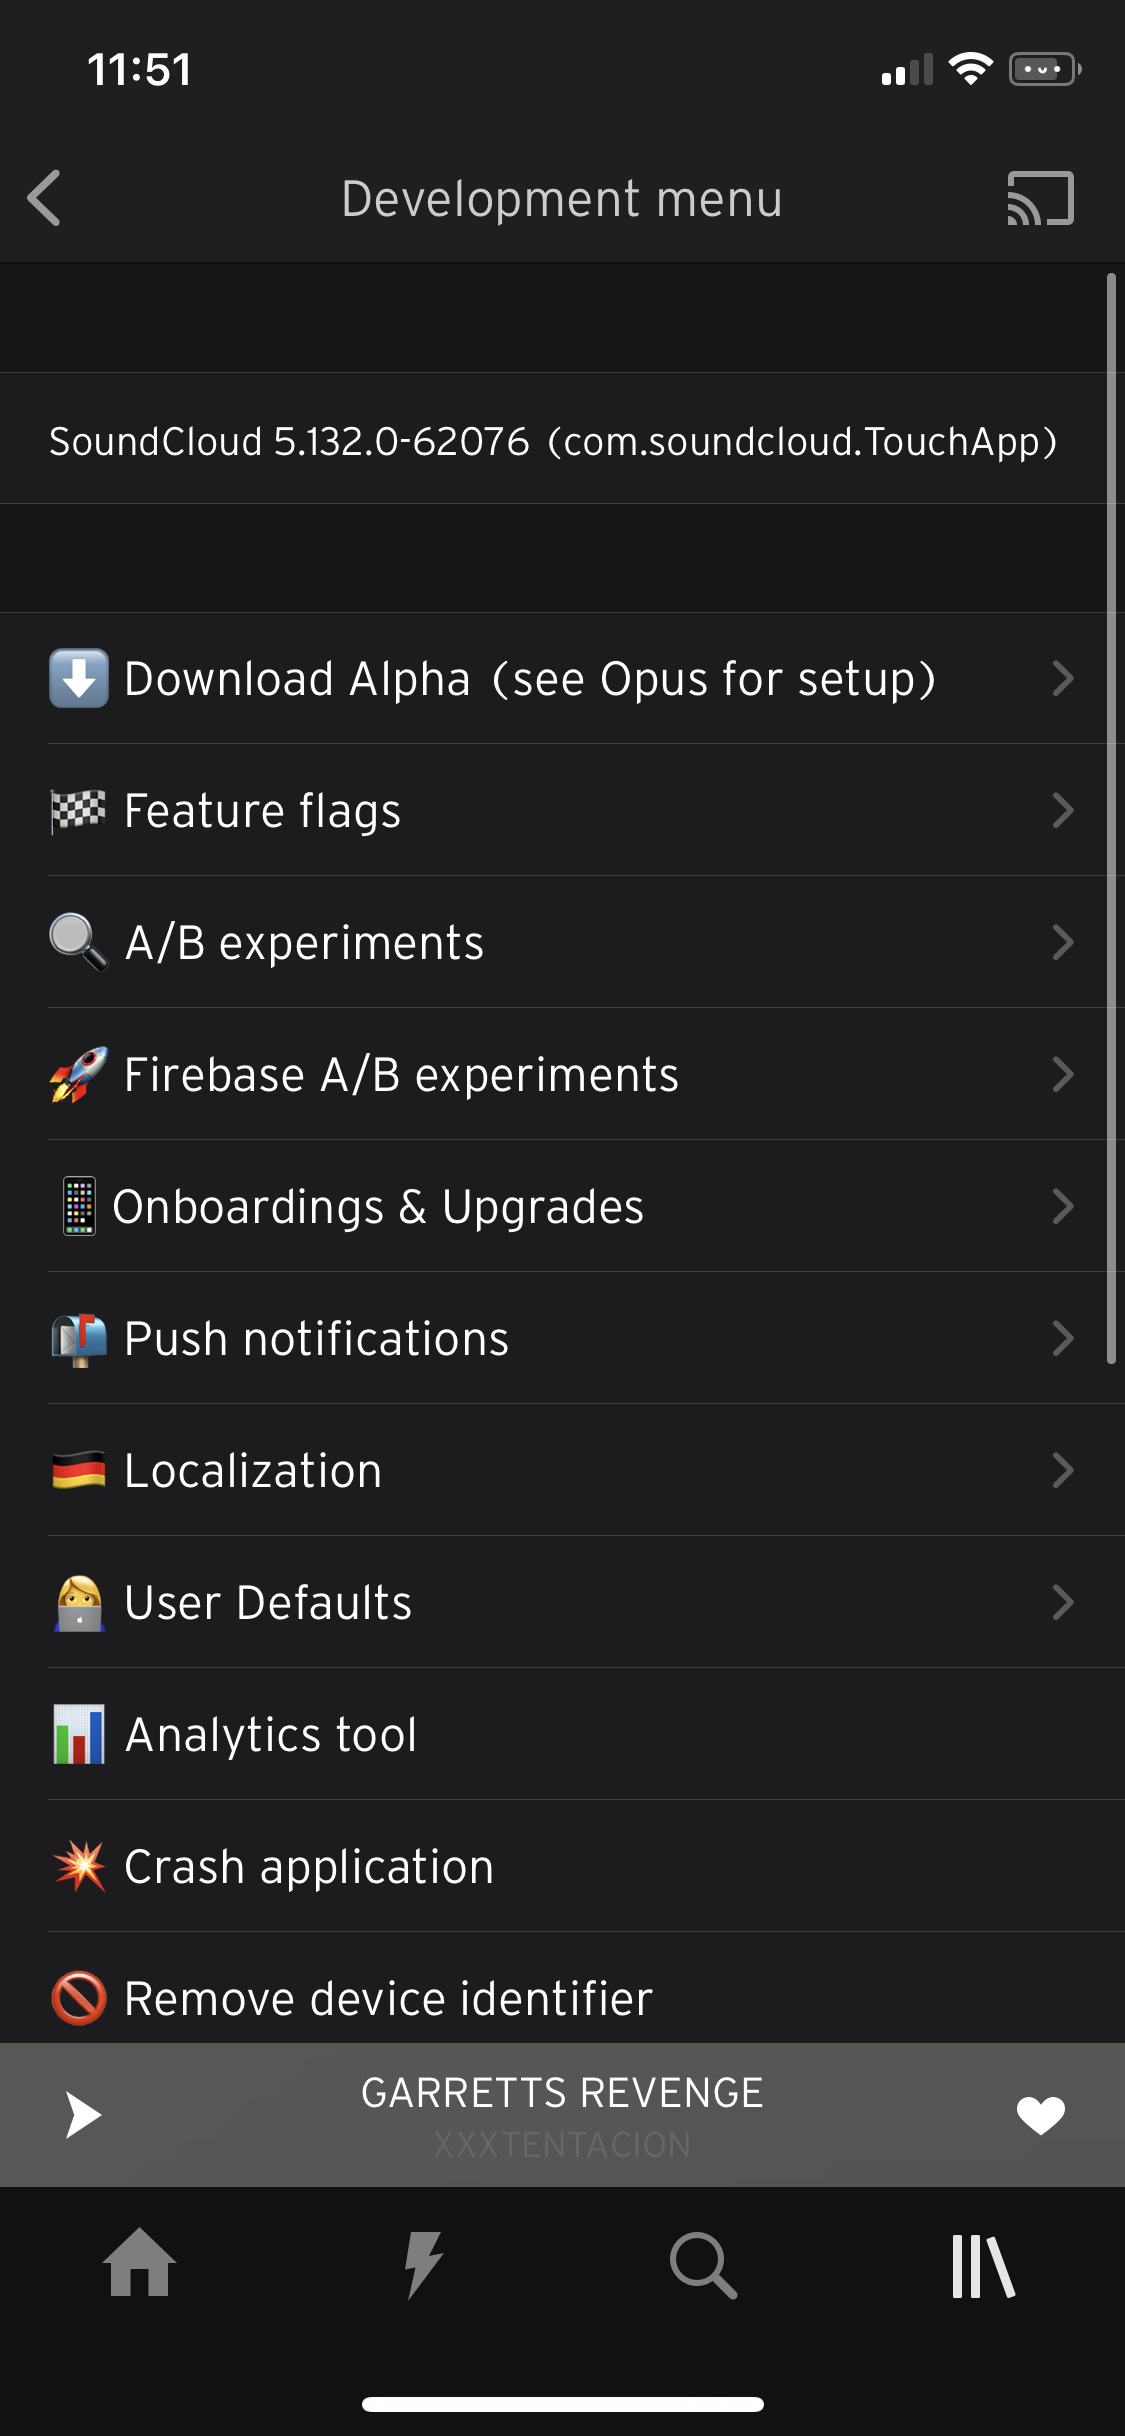 11:51
Development menu
SoundCloud 5.132.0-62076 (com.soundcloud.TouchApp)
Download Alpha (see Opus for setup)
Feature flags
A/B experiments
Firebase A/B experiments
Onboardings & Upgrades
Push notifications
Localization
User Defaults
Analytics tool
Crash application
Remove device identifier
GARRETTS REVENGE
XXXTENTACION